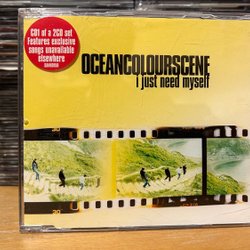 CD1 of a 2CD set
Features exclusive
songs unavailable
elsewhere
OCEANCOLOURSCENE
i just need myself